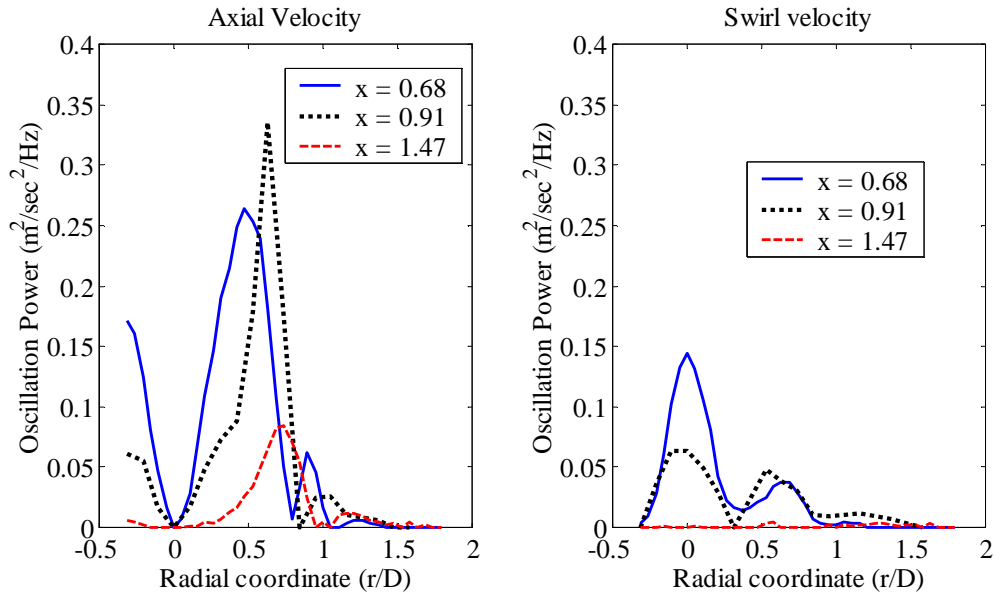 Axial Velocity
Oscillation Power (m²/sec²/Hz)
0.4
0.35
0.3
0.25
0.2
0.15
0.1
0.05
0
x = 0.68
x = 0.91
x = 1.47
-0.5 0 0.5 1 1.5 2
Radial coordinate (r/D)
Swirl velocity
Oscillation Power (m²/sec²/Hz)
0.4
0.35
0.3
0.25
0.2
0.15
0.1
0.05
0
x = 0.68
x = 0.91
x = 1.47
-0.5 0 0.5 1 1.5 2
Radial coordinate (r/D)